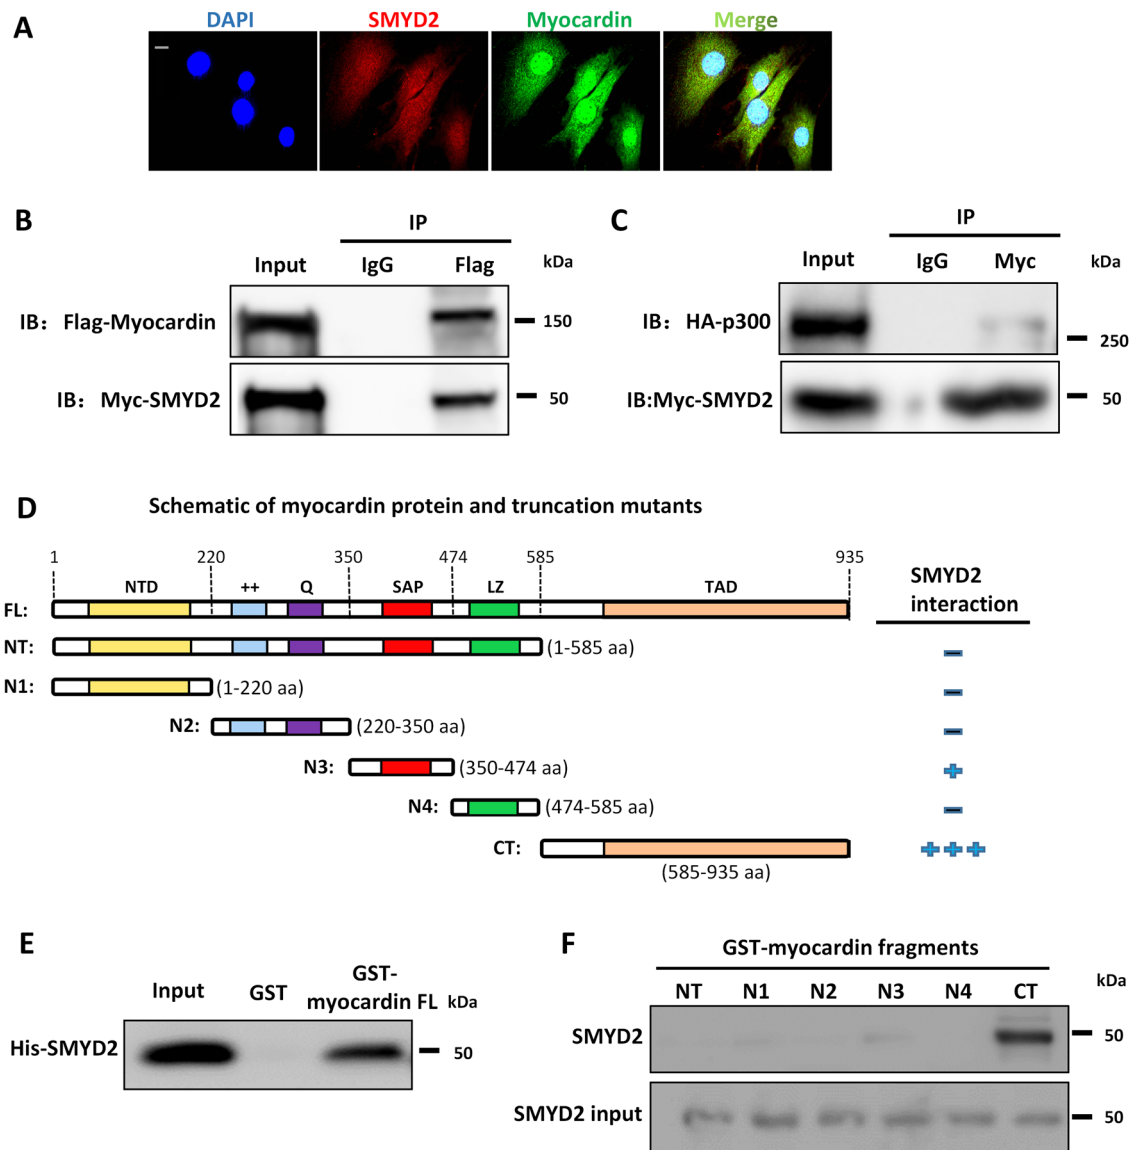 A
DAPI SMYD2 Myocardin Merge
B
IP
Input IgG Flag kDa
IB: Flag-Myocardin 150
IB: Myc-SMYD2 50
C
IP
Input IgG Myc kDa
IB: HA-p300 250
IB:Myc-SMYD2 50
D
Schematic of myocardin protein and truncation mutants
1 220 350 474 585 935
NTD ++ Q SAP LZ TAD
SMYD2
interaction
FL:
NT: (1-585 aa) −
N1: (1-220 aa) −
N2: (220-350 aa) −
N3: (350-474 aa) +
N4: (474-585 aa) −
CT: +++
(585-935 aa)
E
Input GST GST-
myocardin FL kDa
His-SMYD2 50
F
GST-myocardin fragments
NT N1 N2 N3 N4 CT kDa
SMYD2 50
SMYD2 input 50